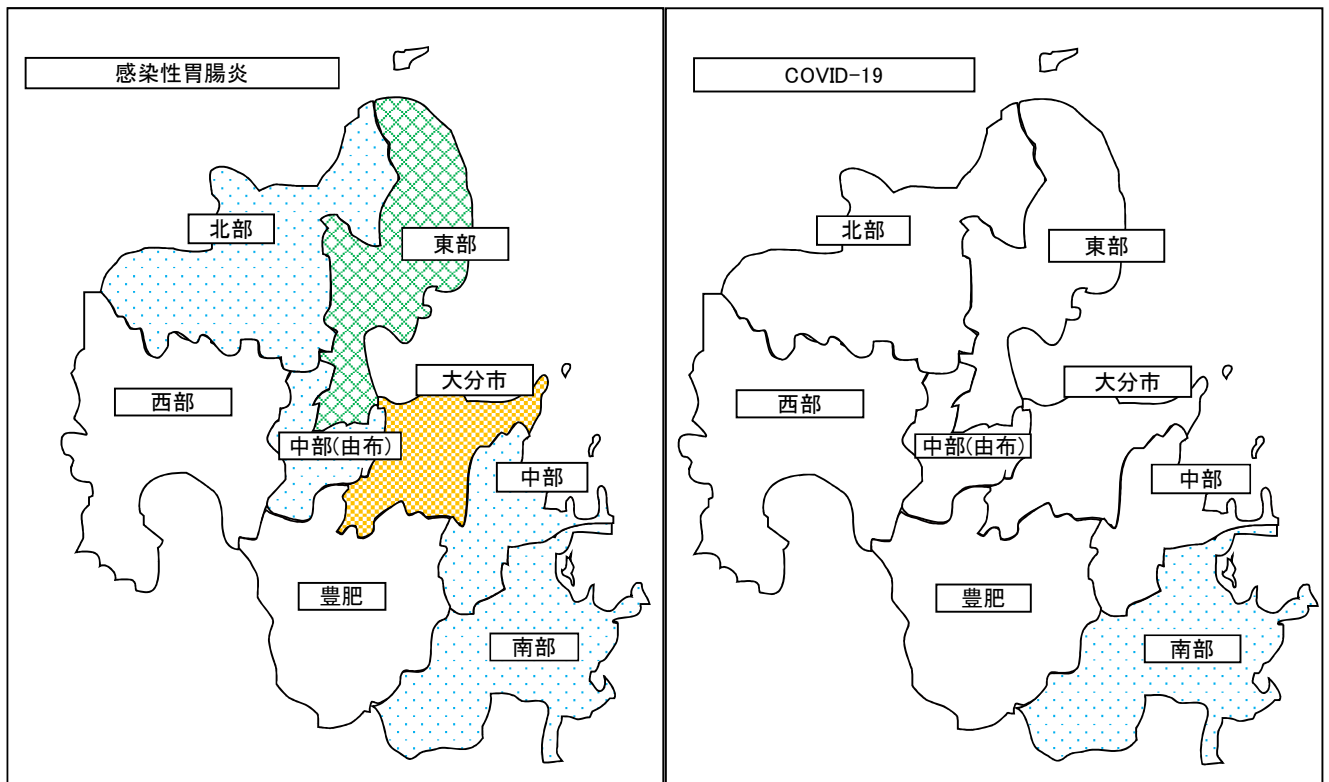 感染性胃腸炎
北部
東部
大分市
西部
中部(由布)
中部
豊肥
南部
COVID-19
北部
東部
大分市
西部
中部(由布)
中部
豊肥
南部